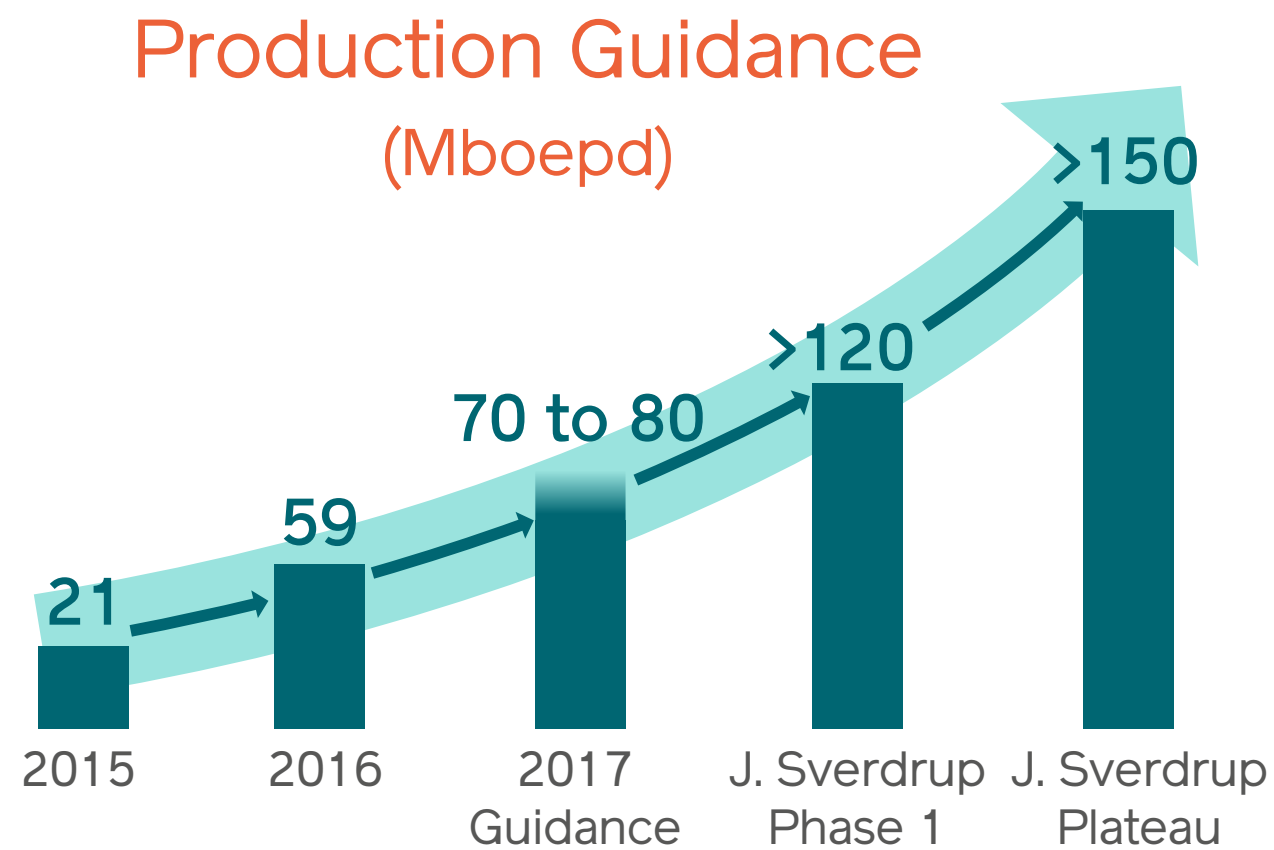 Production Guidance
(Mboepd)
>150
>120
70 to 80
59
21
2015
2016
2017
Guidance
J. Sverdrup
Phase 1
J. Sverdrup
Plateau